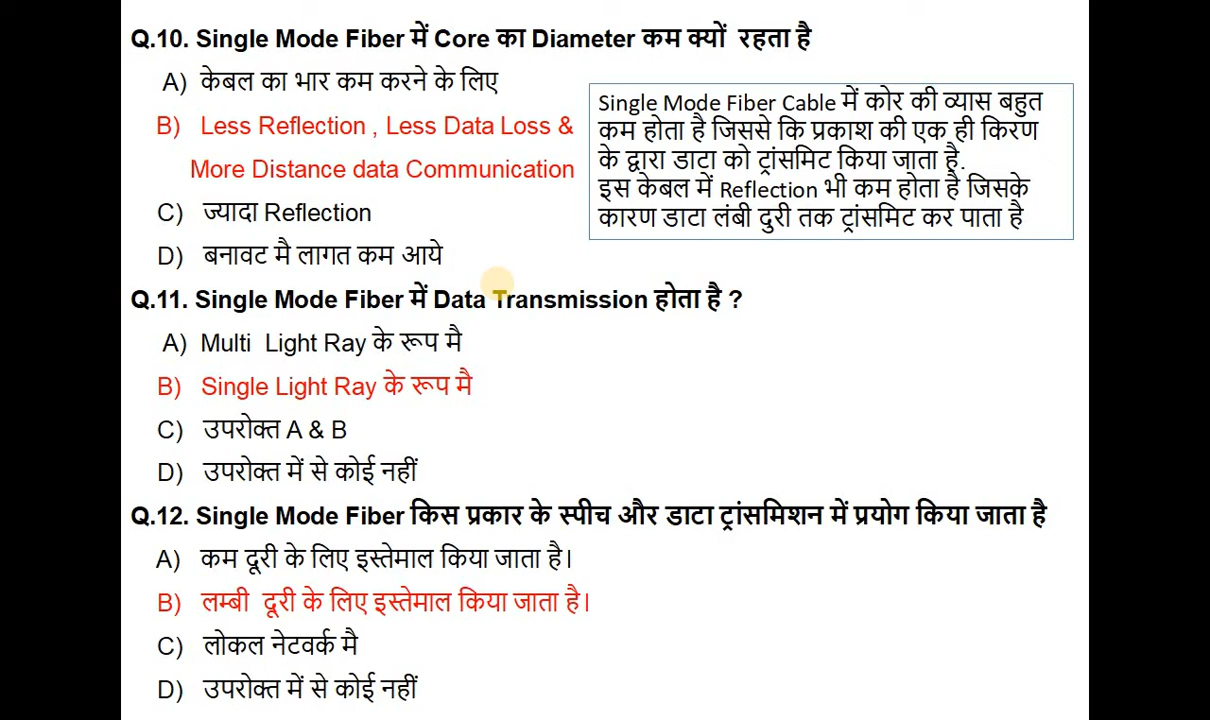 Q.10. Single Mode Fiber में Core का Diameter कम क्यों रहता है
A) केबल का भार कम करने के लिए
B) Less Reflection , Less Data Loss &
More Distance data Communication
C) ज्यादा Reflection
D) बनावट मै लागत कम आये
Single Mode Fiber Cable में कोर की व्यास बहुत
कम होता है जिससे कि प्रकाश की एक ही किरण
के द्वारा डाटा को ट्रांसमिट किया जाता है.
इस केबल में Reflection भी कम होता है जिसके
कारण डाटा लंबी दुरी तक ट्रांसमिट कर पाता है
Q.11. Single Mode Fiber में Data Transmission होता है ?
A) Multi Light Ray के रूप मै
B) Single Light Ray के रूप मै
C) उपरोक्त A & B
D) उपरोक्त में से कोई नहीं
Q.12. Single Mode Fiber किस प्रकार के स्पीच और डाटा ट्रांसमिशन में प्रयोग किया जाता है
A) कम दूरी के लिए इस्तेमाल किया जाता है।
B) लम्बी दूरी के लिए इस्तेमाल किया जाता है।
C) लोकल नेटवर्क मै
D) उपरोक्त में से कोई नहीं